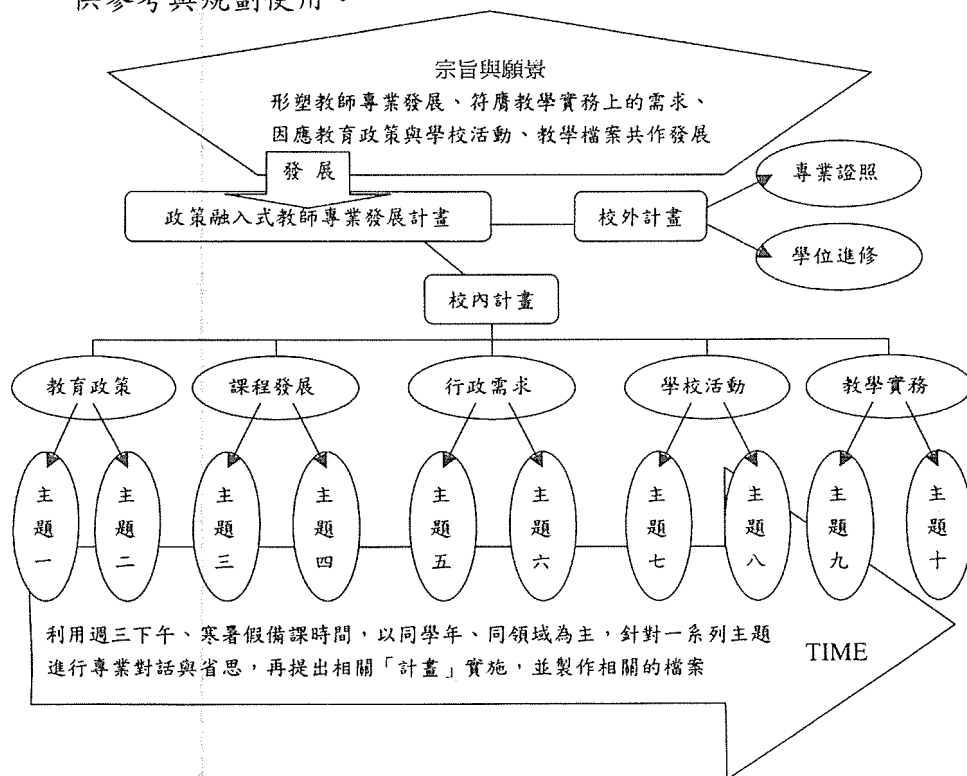 供參考與規劃使用。
宗旨與願景
形塑教師專業發展、符膺教學實務上的需求、
因應教育政策與學校活動、教學檔案共作發展
發展
專業證照
政策融入式教師專業發展計畫
校外計畫
學位進修
校內計畫
教育政策
課程發展
行政需求
學校活動
教學實務
主題一
主題二
主題三
主題四
主題五
主題六
主題七
主題八
主題九
主題十
利用週三下午、寒暑假備課時間，以同學年、同領域為主，針對一系列主題
進行專業對話與省思，再提出相關「計畫」實施，並製作相關的檔案
TIME